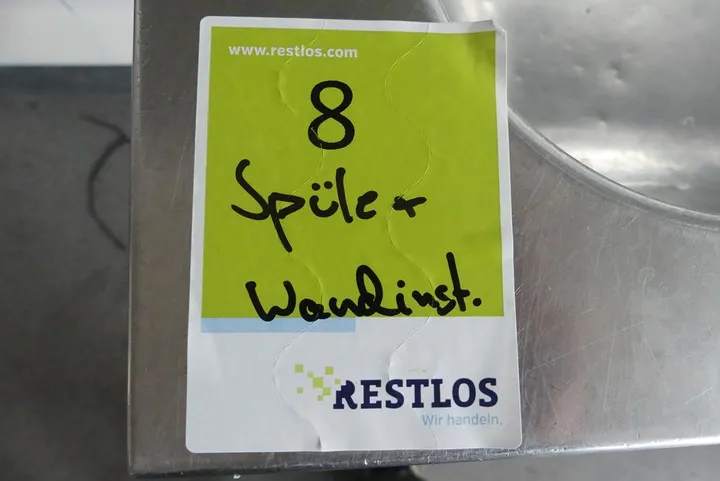 www.restlos.com
8
Spüle +
Wandinst.
RESTLOS
Wir handeln.